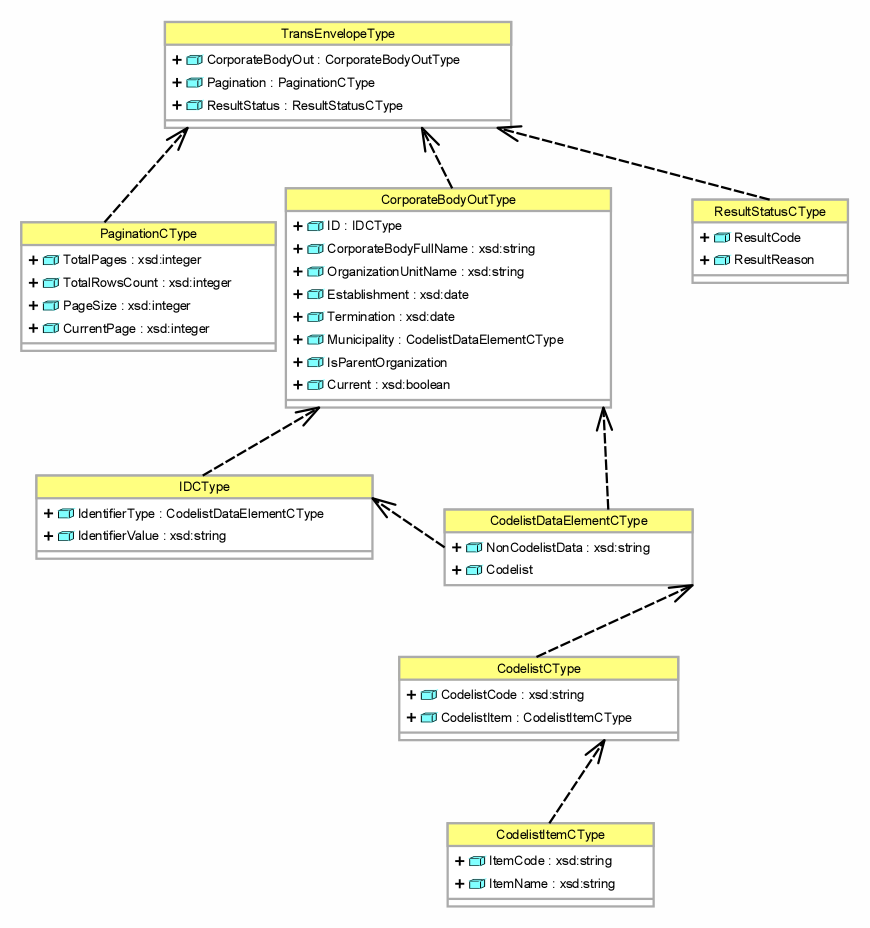 TransEnvelopeType
+ CorporateBodyOut : CorporateBodyOutType
+ Pagination : PaginationCType
+ ResultStatus : ResultStatusCType
PaginationCType
+ TotalPages : xsd:integer
+ TotalRowsCount : xsd:integer
+ PageSize : xsd:integer
+ CurrentPage : xsd:integer
CorporateBodyOutType
+ ID : IDCType
+ CorporateBodyFullName : xsd:string
+ OrganizationUnitName : xsd:string
+ Establishment : xsd:date
+ Termination : xsd:date
+ Municipality : CodelistDataElementCType
+ IsParentOrganization
+ Current : xsd:boolean
ResultStatusCType
+ ResultCode
+ ResultReason
IDCType
+ IdentifierType : CodelistDataElementCType
+ IdentifierValue : xsd:string
CodelistDataElementCType
+ NonCodelistData : xsd:string
+ Codelist
CodelistCType
+ CodelistCode : xsd:string
+ CodelistItem : CodelistItemCType
CodelistItemCType
+ ItemCode : xsd:string
+ ItemName : xsd:string